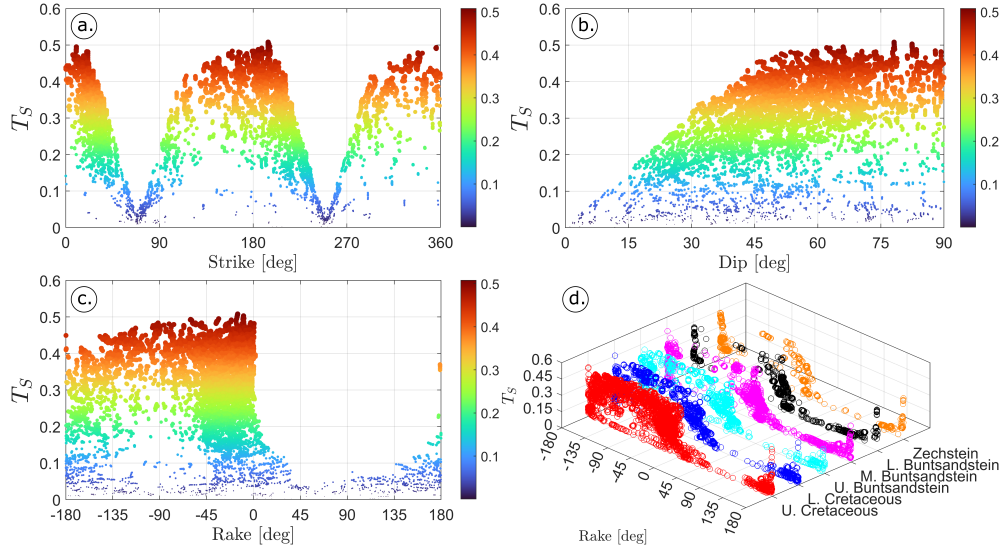 a.
0.6
0.5
0.4
0.3
0.2
0.1
0
T_S
0 90 180 270 360
Strike [deg]
0.5
0.4
0.3
0.2
0.1
b.
0.6
0.5
0.4
0.3
0.2
0.1
0
T_S
0 15 30 45 60 75 90
Dip [deg]
0.5
0.4
0.3
0.2
0.1
c.
0.6
0.5
0.4
0.3
0.2
0.1
0
T_S
-180 -135 -90 -45 0 45 90 135 180
Rake [deg]
0.5
0.4
0.3
0.2
0.1
d.
0.6
0.45
0.3
0.15
0
T_S
-180
-135
-90
-45
0
45
90
135
180
Rake [deg]
Zechstein
L. Buntsandstein
M. Buntsandstein
U. Buntsandstein
L. Cretaceous
U. Cretaceous